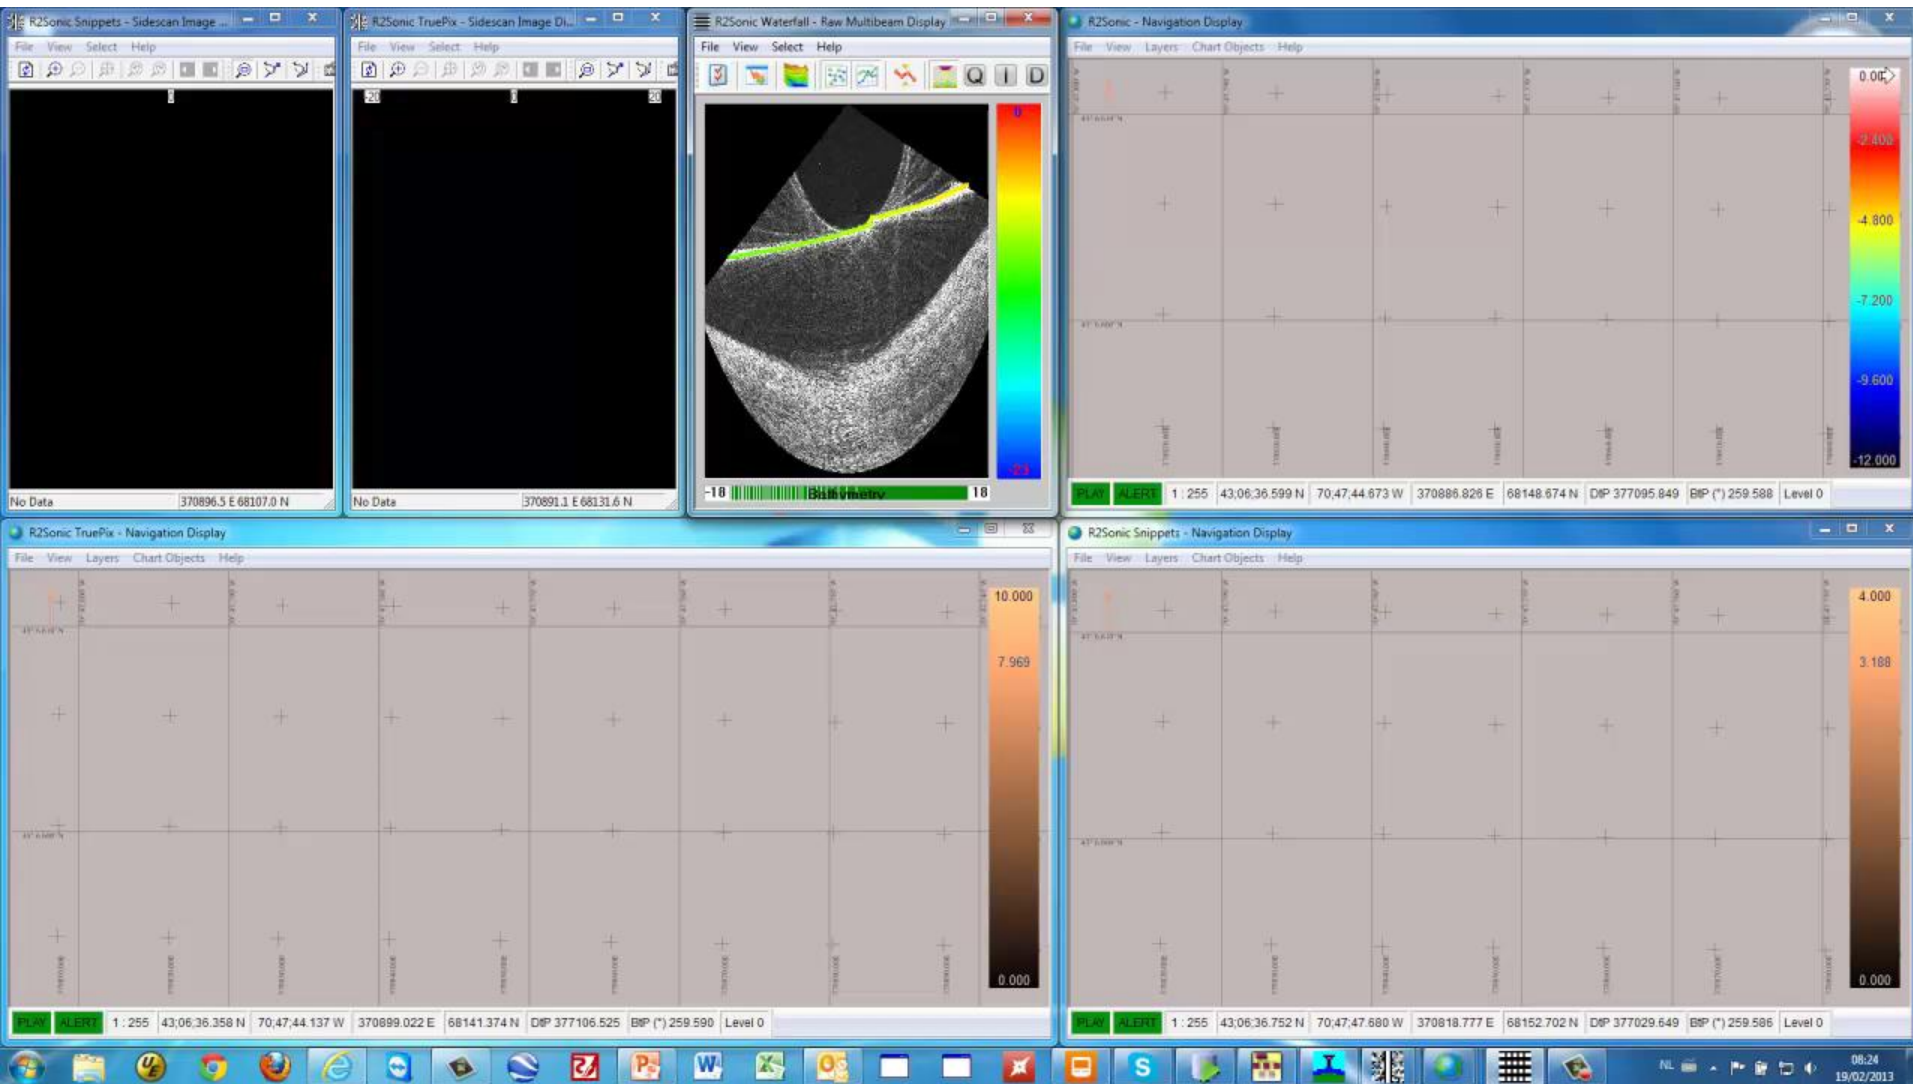 R2Sonic Snippets - Sidescan Image ...
File View Select Help
0
No Data 370896.5 E 68107.0 N
R2Sonic TruePix - Sidescan Image Di...
File View Select Help
-20 0 20
No Data 370891.1 E 68131.6 N
R2Sonic Waterfall - Raw Multibeam Display
File View Select Help
Q I D
0
-23
-18 Bathymetry 18
R2Sonic - Navigation Display
File View Layers Chart Objects Help
0.00
-2.400
-4.800
-7.200
-9.600
-12.000
PLAY ALERT 1 : 255 43;06;36.599 N 70;47;44.673 W 370886.826 E 68148.674 N DtP 377095.849 BtP (°) 259.588 Level 0
R2Sonic TruePix - Navigation Display
File View Layers Chart Objects Help
10.000
7.969
0.000
PLAY ALERT 1 : 255 43;06;36.358 N 70;47;44.137 W 370899.022 E 68141.374 N DtP 377106.525 BtP (°) 259.590 Level 0
R2Sonic Snippets - Navigation Display
File View Layers Chart Objects Help
4.000
3.188
0.000
PLAY ALERT 1 : 255 43;06;36.752 N 70;47;47.680 W 370818.777 E 68152.702 N DtP 377029.649 BtP (°) 259.586 Level 0
NL
08:24
19/02/2013